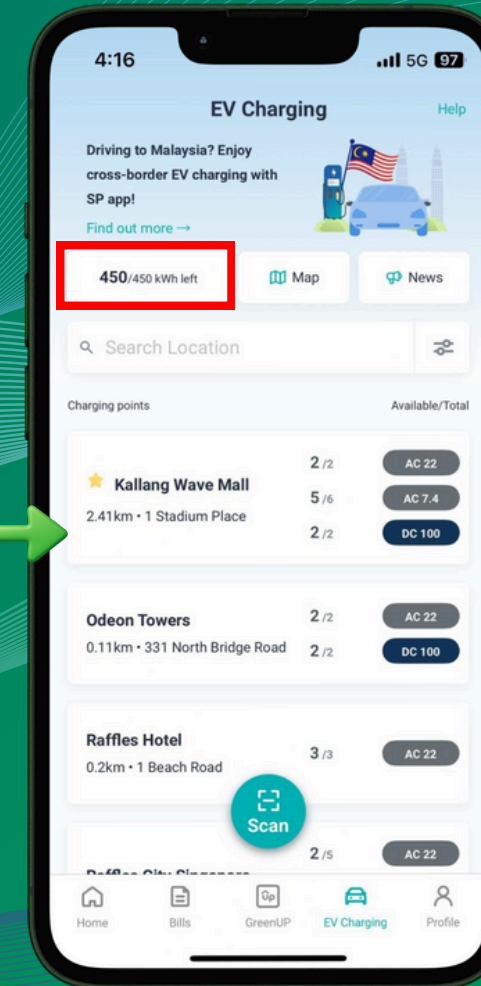 4:16
5G 97
EV Charging
Help
Driving to Malaysia? Enjoy
cross-border EV charging with
SP app!
Find out more →
450/450 kWh left
Map
News
Search Location
Charging points
Available/Total
Kallang Wave Mall
2.41km • 1 Stadium Place
2/2 AC 22
5/6 AC 7.4
2/2 DC 100
Odeon Towers
0.11km • 331 North Bridge Road
2/2 AC 22
2/2 DC 100
Raffles Hotel
0.2km • 1 Beach Road
3/3 AC 22
Scan
2/5 AC 22
Home
Bills
Up
GreenUP
EV Charging
Profile